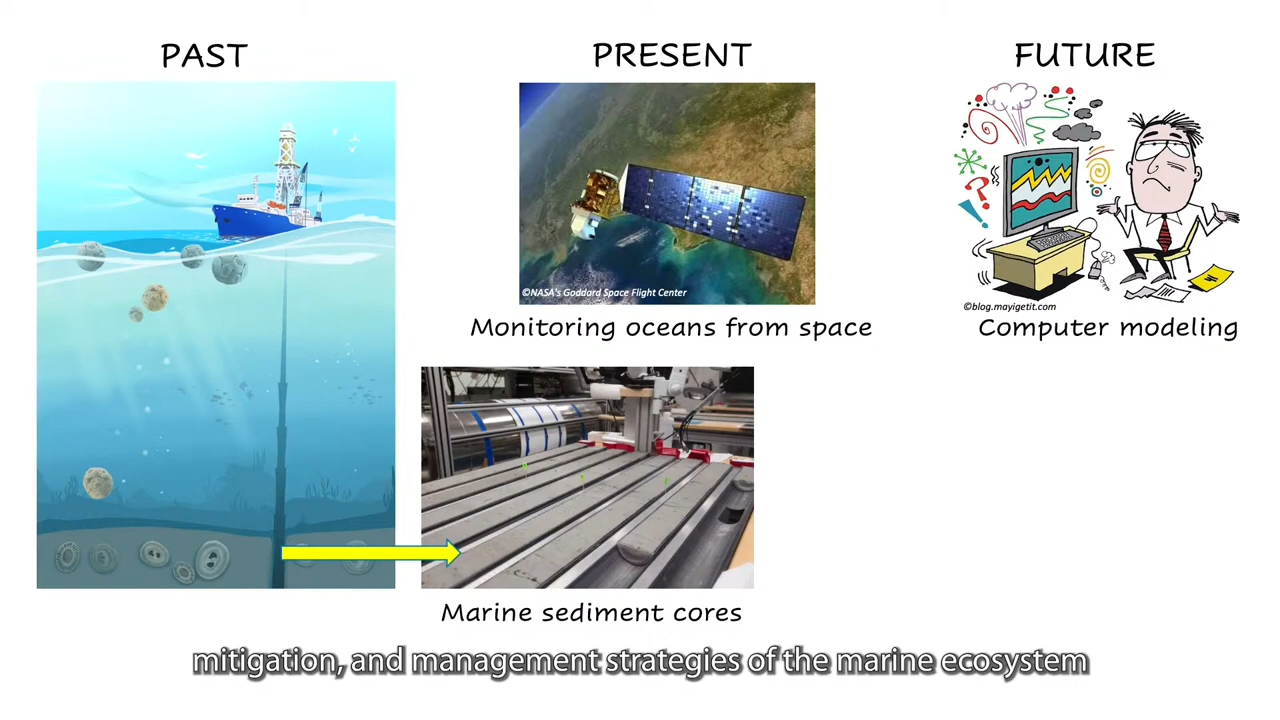 PAST
PRESENT
FUTURE
©NASA's Goddard Space Flight Center
©blog.mayigetit.com
Monitoring oceans from space
Computer modeling
Marine sediment cores
mitigation, and management strategies of the marine ecosystem